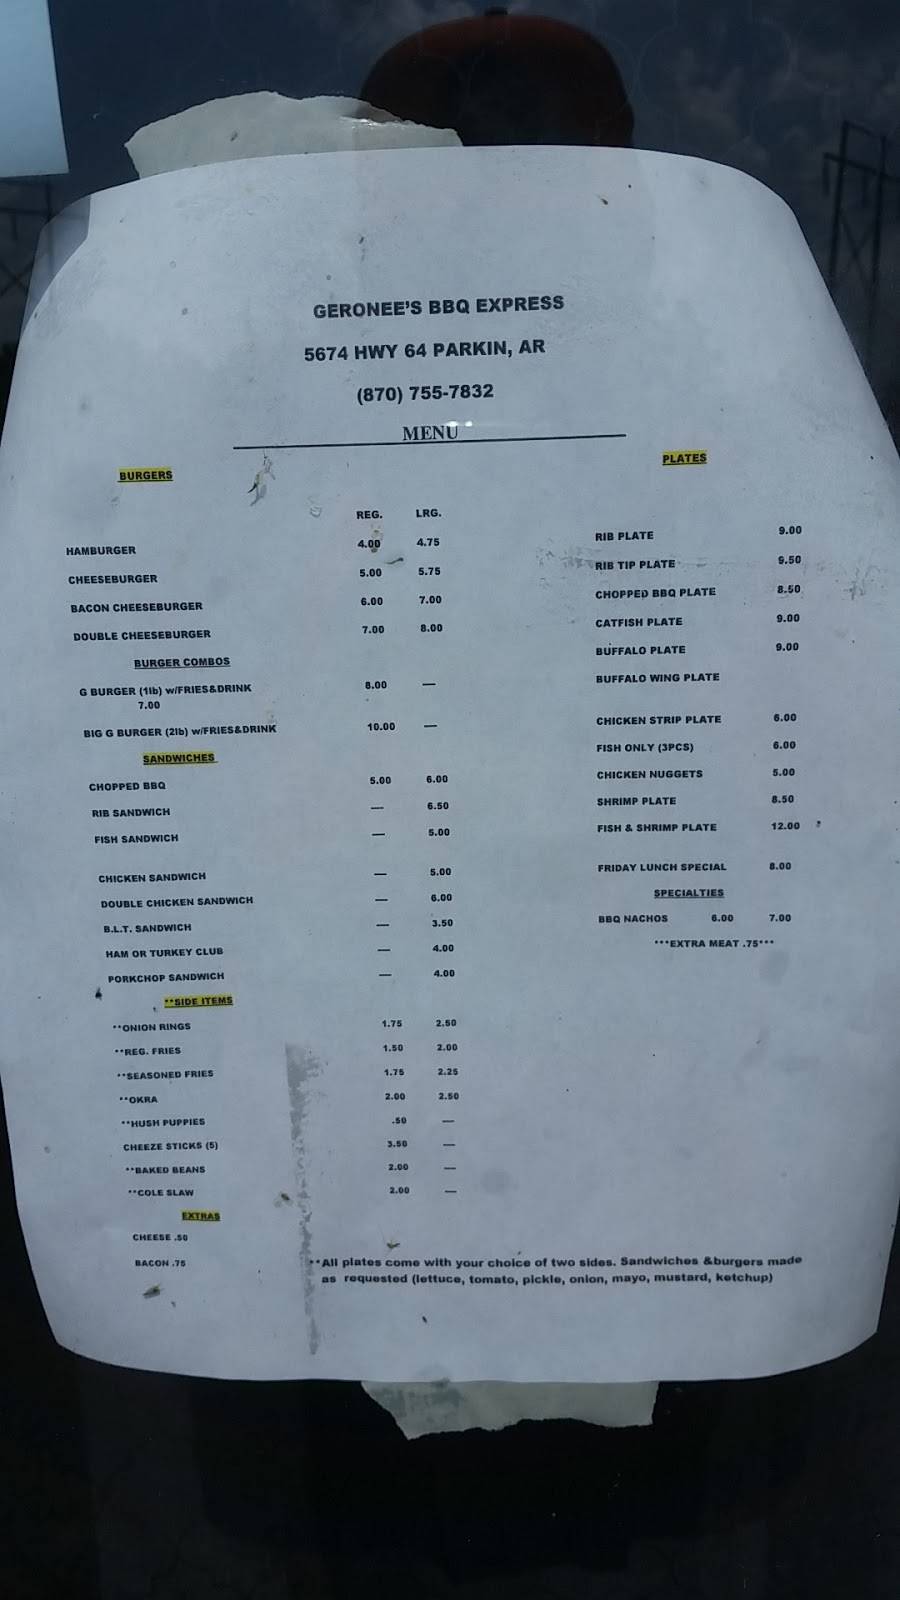 GERONEE'S BBQ EXPRESS
5674 HWY 64 PARKIN, AR
(870) 755-7832
MENU
BURGERS
REG. LRG.
HAMBURGER 4.00 4.75
CHEESEBURGER 5.00 5.75
BACON CHEESEBURGER 6.00 7.00
DOUBLE CHEESEBURGER 7.00 8.00
BURGER COMBOS
G BURGER (1lb) w/FRIES&DRINK 8.00 —
7.00
BIG G BURGER (2lb) w/FRIES&DRINK 10.00 —
SANDWICHES
CHOPPED BBQ 5.00 6.00
RIB SANDWICH — 6.50
FISH SANDWICH — 5.00
CHICKEN SANDWICH — 5.00
DOUBLE CHICKEN SANDWICH — 6.00
B.L.T. SANDWICH — 3.50
HAM OR TURKEY CLUB — 4.00
PORKCHOP SANDWICH — 4.00
**SIDE ITEMS
**ONION RINGS 1.75 2.50
**REG. FRIES 1.50 2.00
**SEASONED FRIES 1.75 2.25
**OKRA 2.00 2.50
**HUSH PUPPIES .50 —
CHEEZE STICKS (5) 3.50 —
**BAKED BEANS 2.00 —
**COLE SLAW 2.00 —
EXTRAS
CHEESE .50
BACON .75
PLATES
RIB PLATE 9.00
RIB TIP PLATE 9.50
CHOPPED BBQ PLATE 8.50
CATFISH PLATE 9.00
BUFFALO PLATE 9.00
BUFFALO WING PLATE
CHICKEN STRIP PLATE 6.00
FISH ONLY (3PCS) 6.00
CHICKEN NUGGETS 5.00
SHRIMP PLATE 8.50
FISH & SHRIMP PLATE 12.00
FRIDAY LUNCH SPECIAL 8.00
SPECIALTIES
BBQ NACHOS 6.00 7.00
***EXTRA MEAT .75***
**All plates come with your choice of two sides. Sandwiches &burgers made
as requested (lettuce, tomato, pickle, onion, mayo, mustard, ketchup)